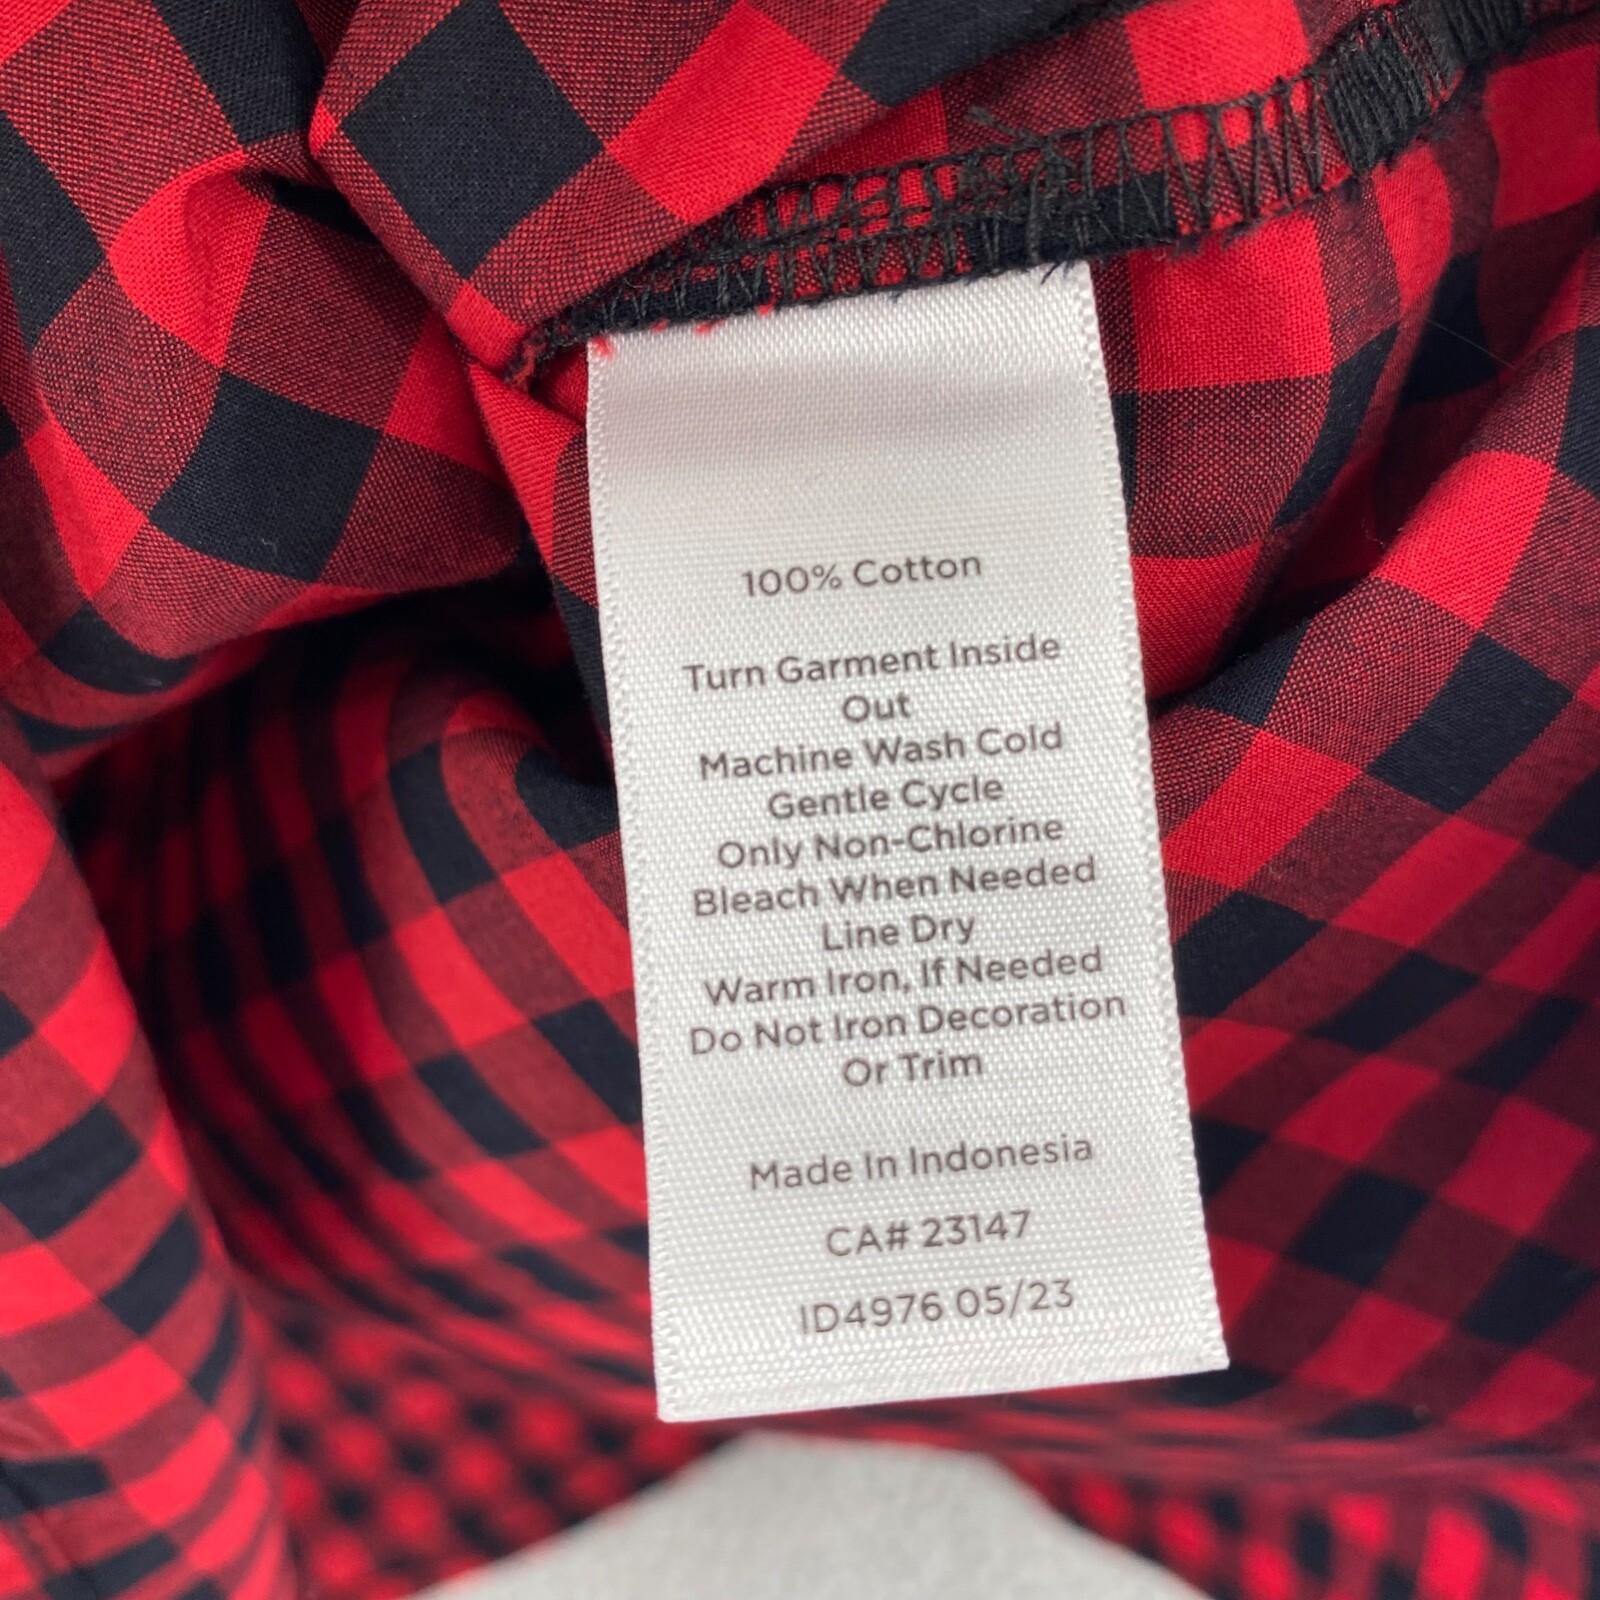 100% Cotton
Turn Garment Inside
Out
Machine Wash Cold
Gentle Cycle
Only Non-Chlorine
Bleach When Needed
Line Dry
Warm Iron, If Needed
Do Not Iron Decoration
Or Trim
Made In Indonesia
CA# 23147
ID4976 05/23